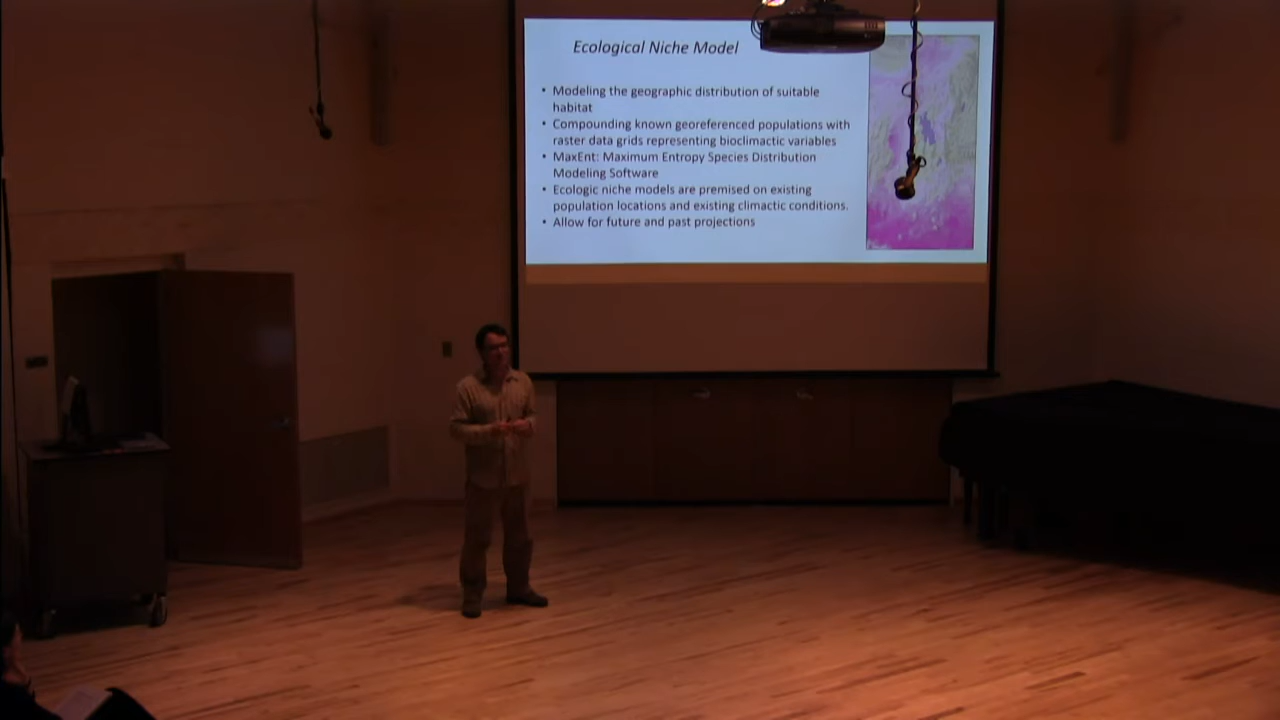 Ecological Niche Model
• Modeling the geographic distribution of suitable
habitat
• Compounding known georeferenced populations with
raster data grids representing bioclimactic variables
• MaxEnt: Maximum Entropy Species Distribution
Modeling Software
• Ecologic niche models are premised on existing
population locations and existing climactic conditions.
• Allow for future and past projections